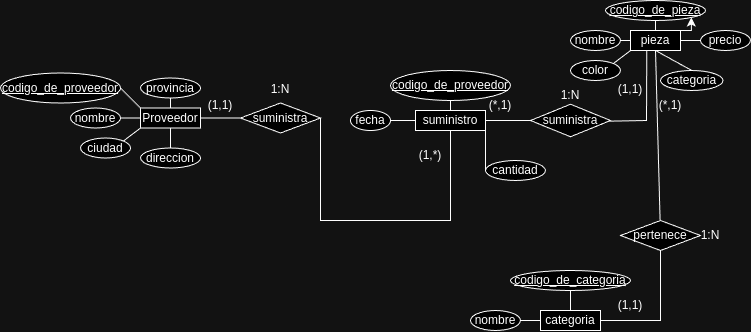 codigo_de_pieza
nombre
pieza
precio
color
categoria
(1,1)
(*,1)
codigo_de_proveedor
provincia
nombre
Proveedor
ciudad
direccion
(1,1)
1:N
suministra
codigo_de_proveedor
fecha
suministro
(*,1)
(1,*)
cantidad
1:N
suministra
pertenece
1:N
codigo_de_categoria
nombre
categoria
(1,1)